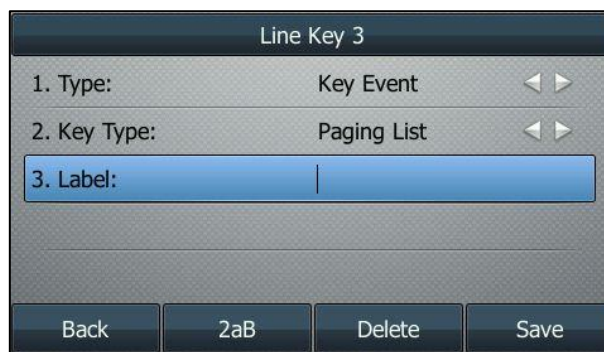 Line Key 3
1. Type: Key Event
2. Key Type: Paging List
3. Label:
Back 2aB Delete Save